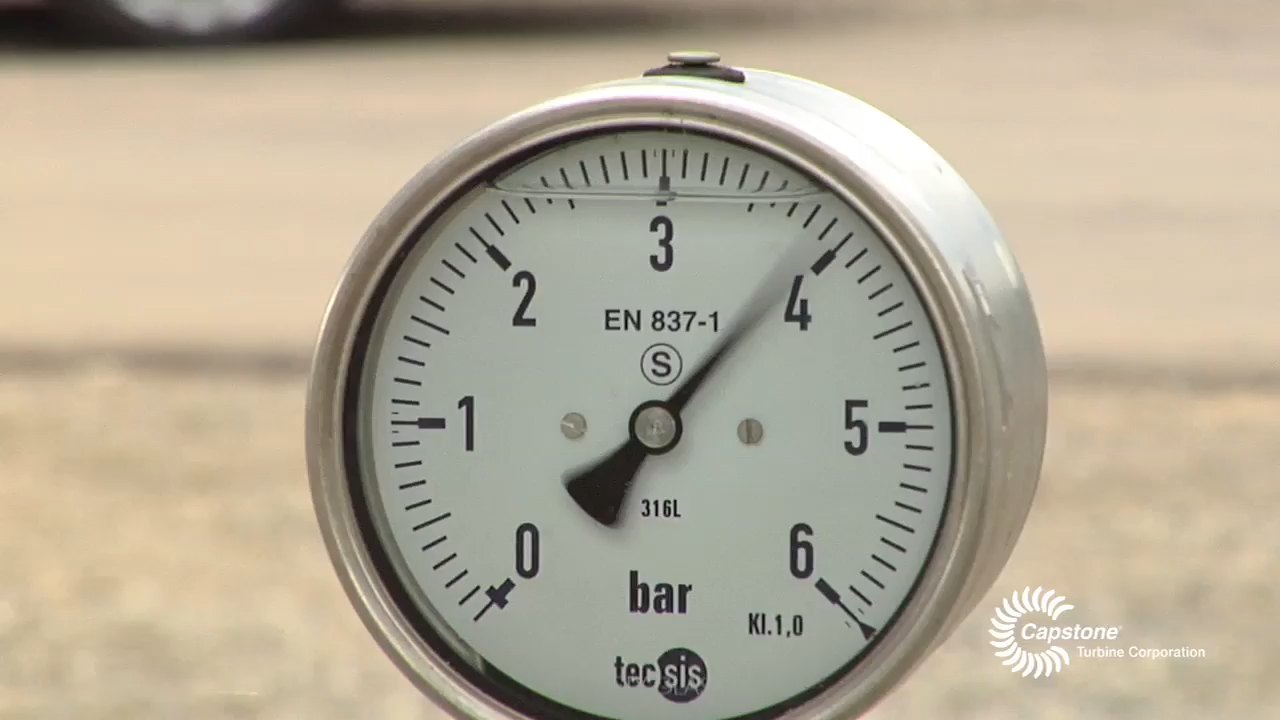 3
2
4
EN 837-1
S
1
5
316L
0
6
bar
Kl.1,0
tecsis
Capstone®
Turbine Corporation